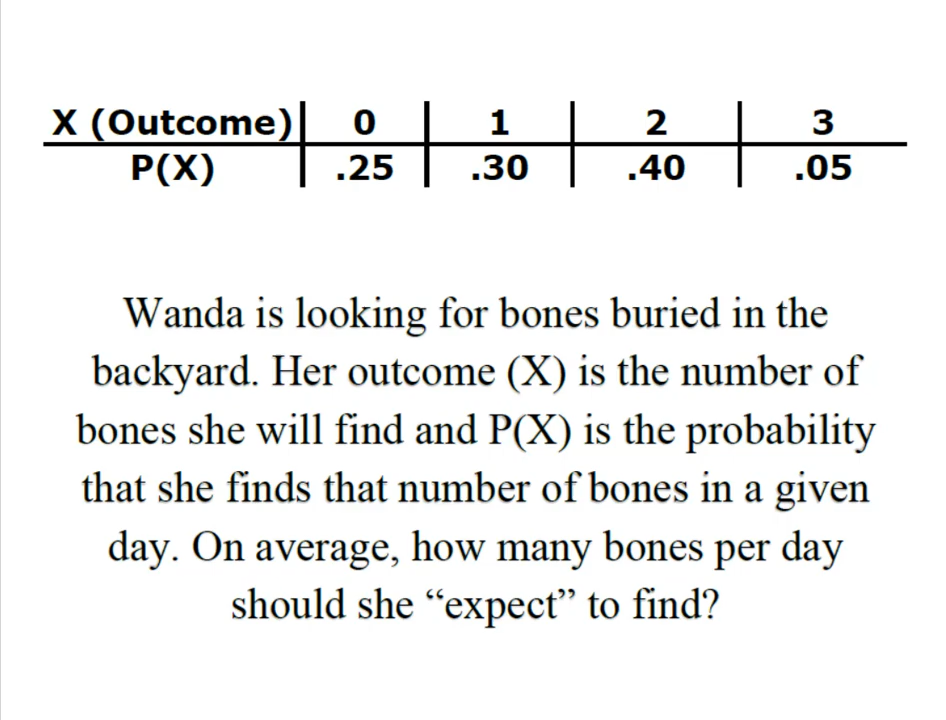 X (Outcome) 0 1 2 3
P(X) .25 .30 .40 .05
Wanda is looking for bones buried in the
backyard. Her outcome (X) is the number of
bones she will find and P(X) is the probability
that she finds that number of bones in a given
day. On average, how many bones per day
should she “expect” to find?